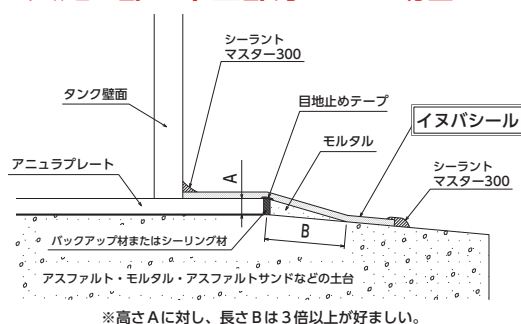 シーラント
マスター300
タンク壁面
目地止めテープ
イヌバシール
モルタル
アニュラプレート
シーラント
マスター300
A
B
バックアップ材またはシーリング材
アスファルト・モルタル・アスファルトサンドなどの土台
※高さAに対し、長さBは3倍以上が好ましい。